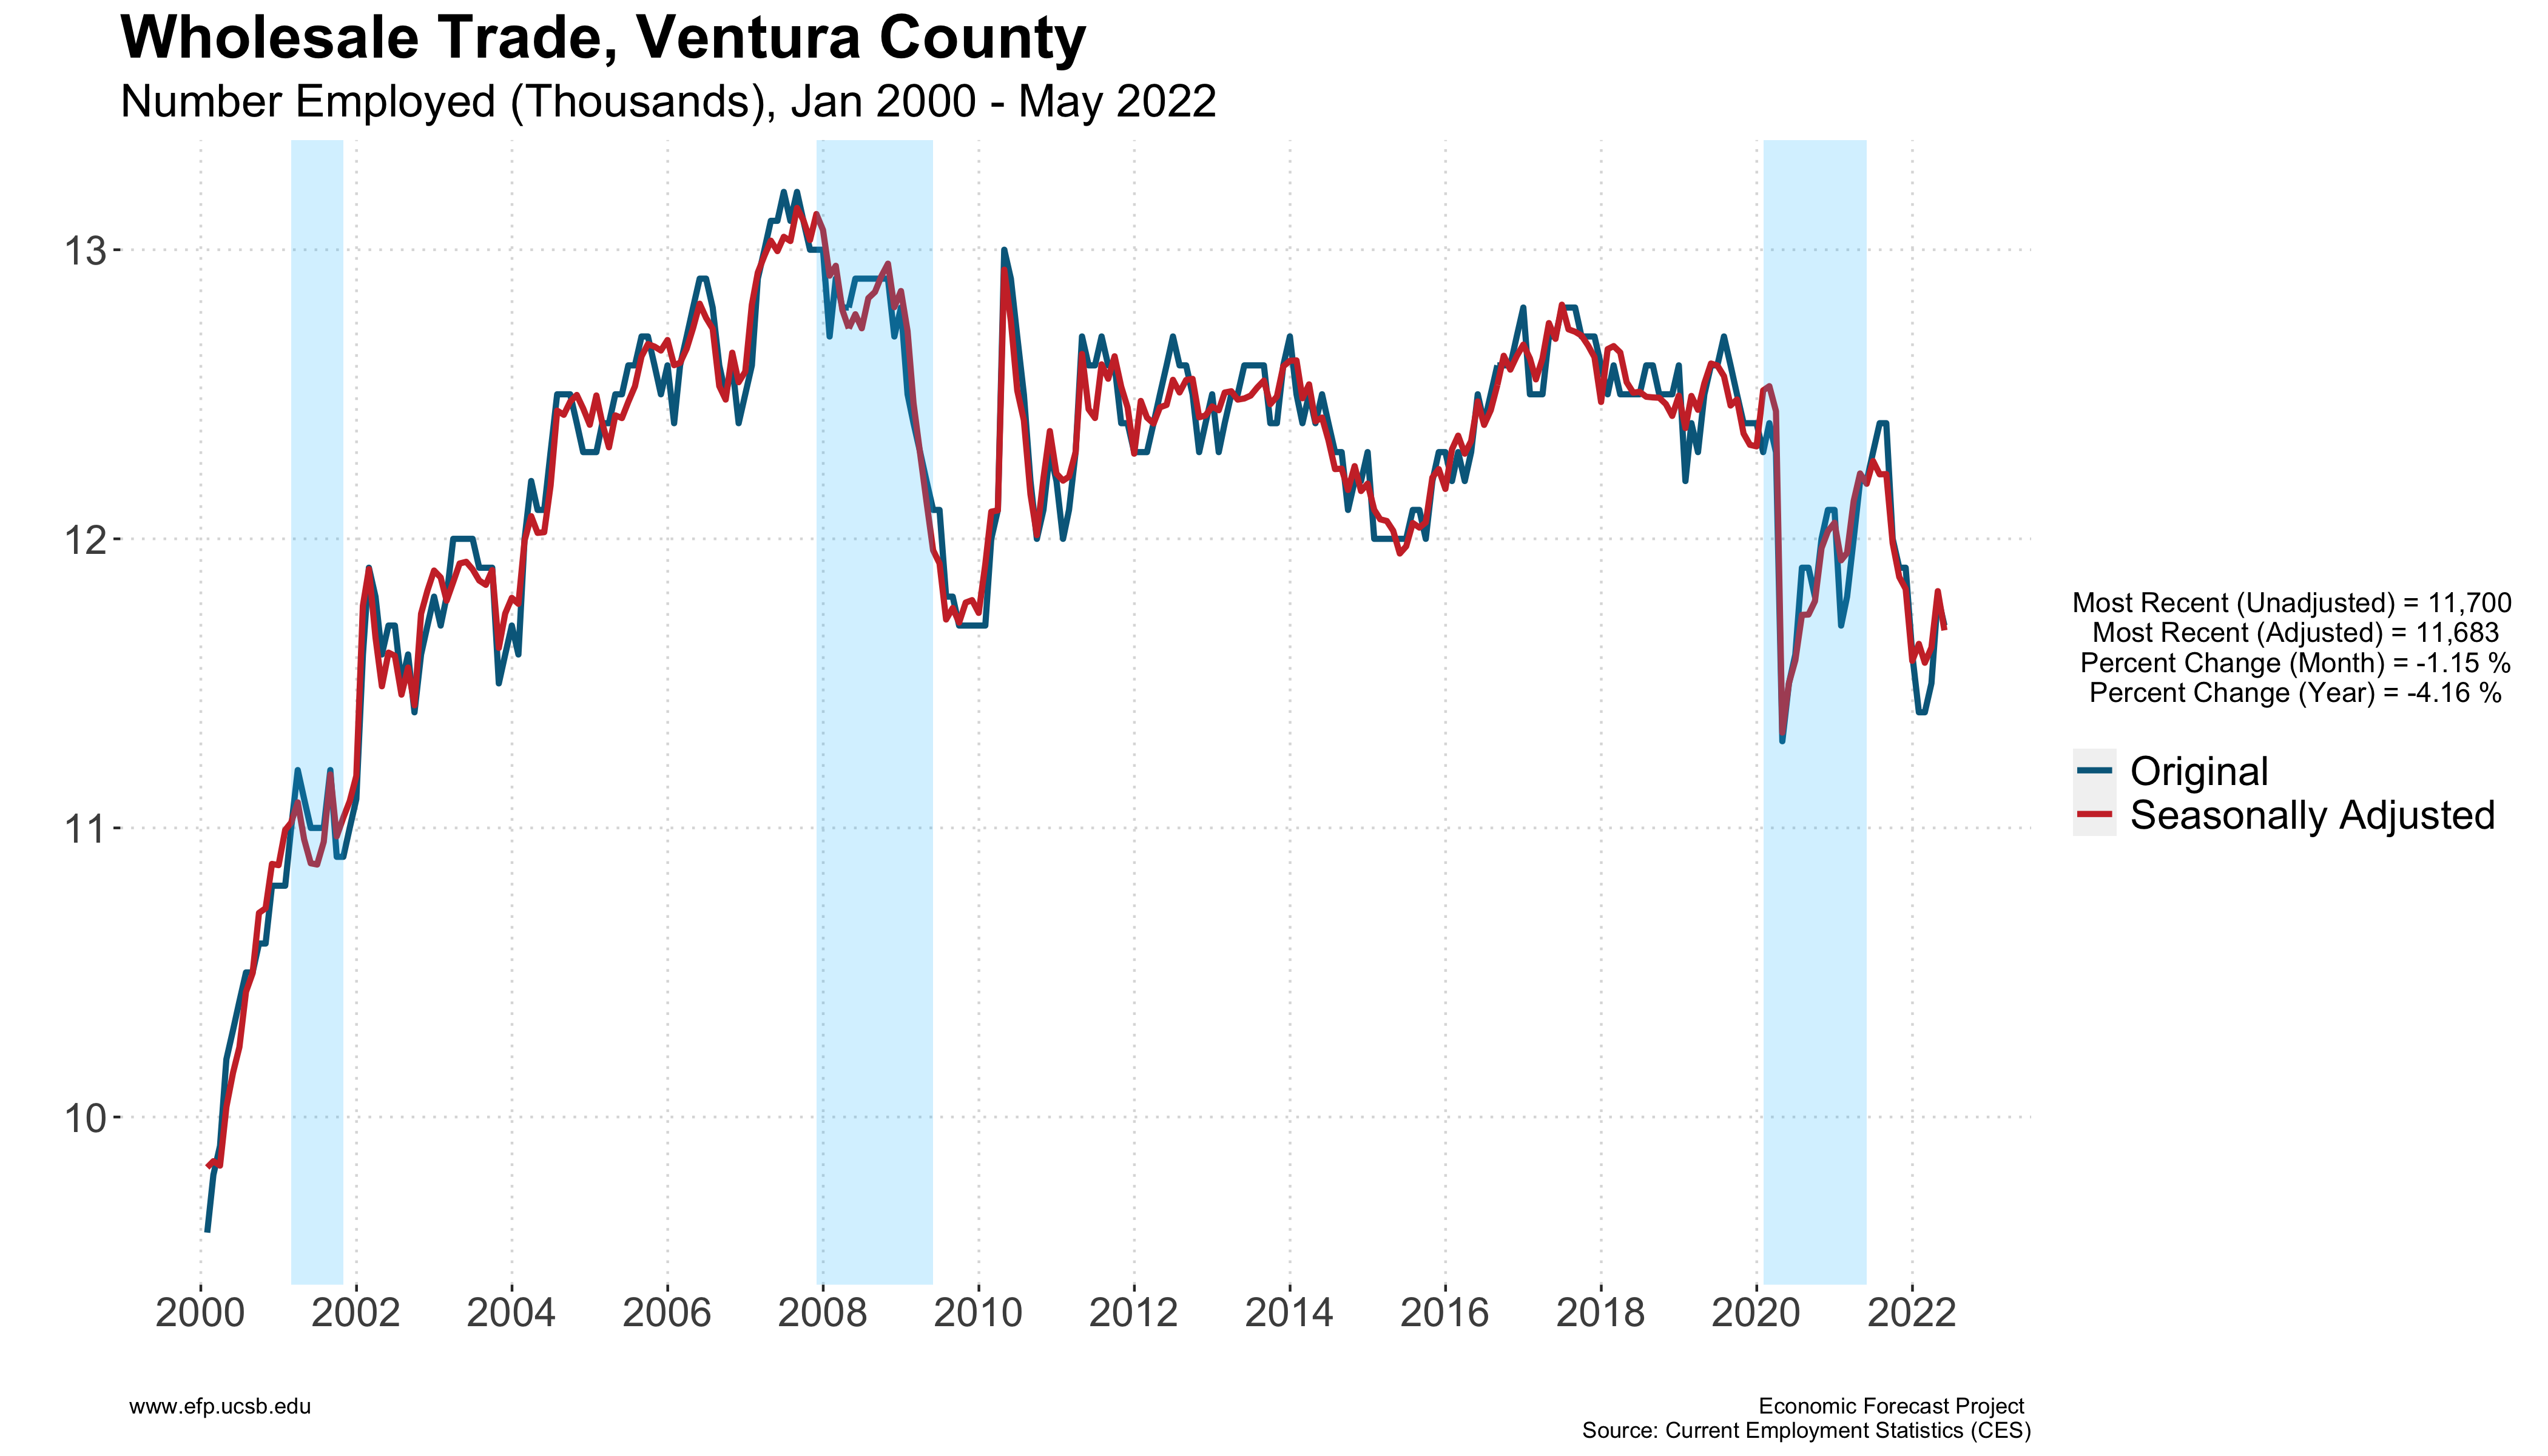 Wholesale Trade, Ventura County
Number Employed (Thousands), Jan 2000 - May 2022
13
12
11
10
2000 2002 2004 2006 2008 2010 2012 2014 2016 2018 2020 2022
Most Recent (Unadjusted) = 11,700
Most Recent (Adjusted) = 11,683
Percent Change (Month) = -1.15 %
Percent Change (Year) = -4.16 %
Original
Seasonally Adjusted
www.efp.ucsb.edu
Economic Forecast Project
Source: Current Employment Statistics (CES)